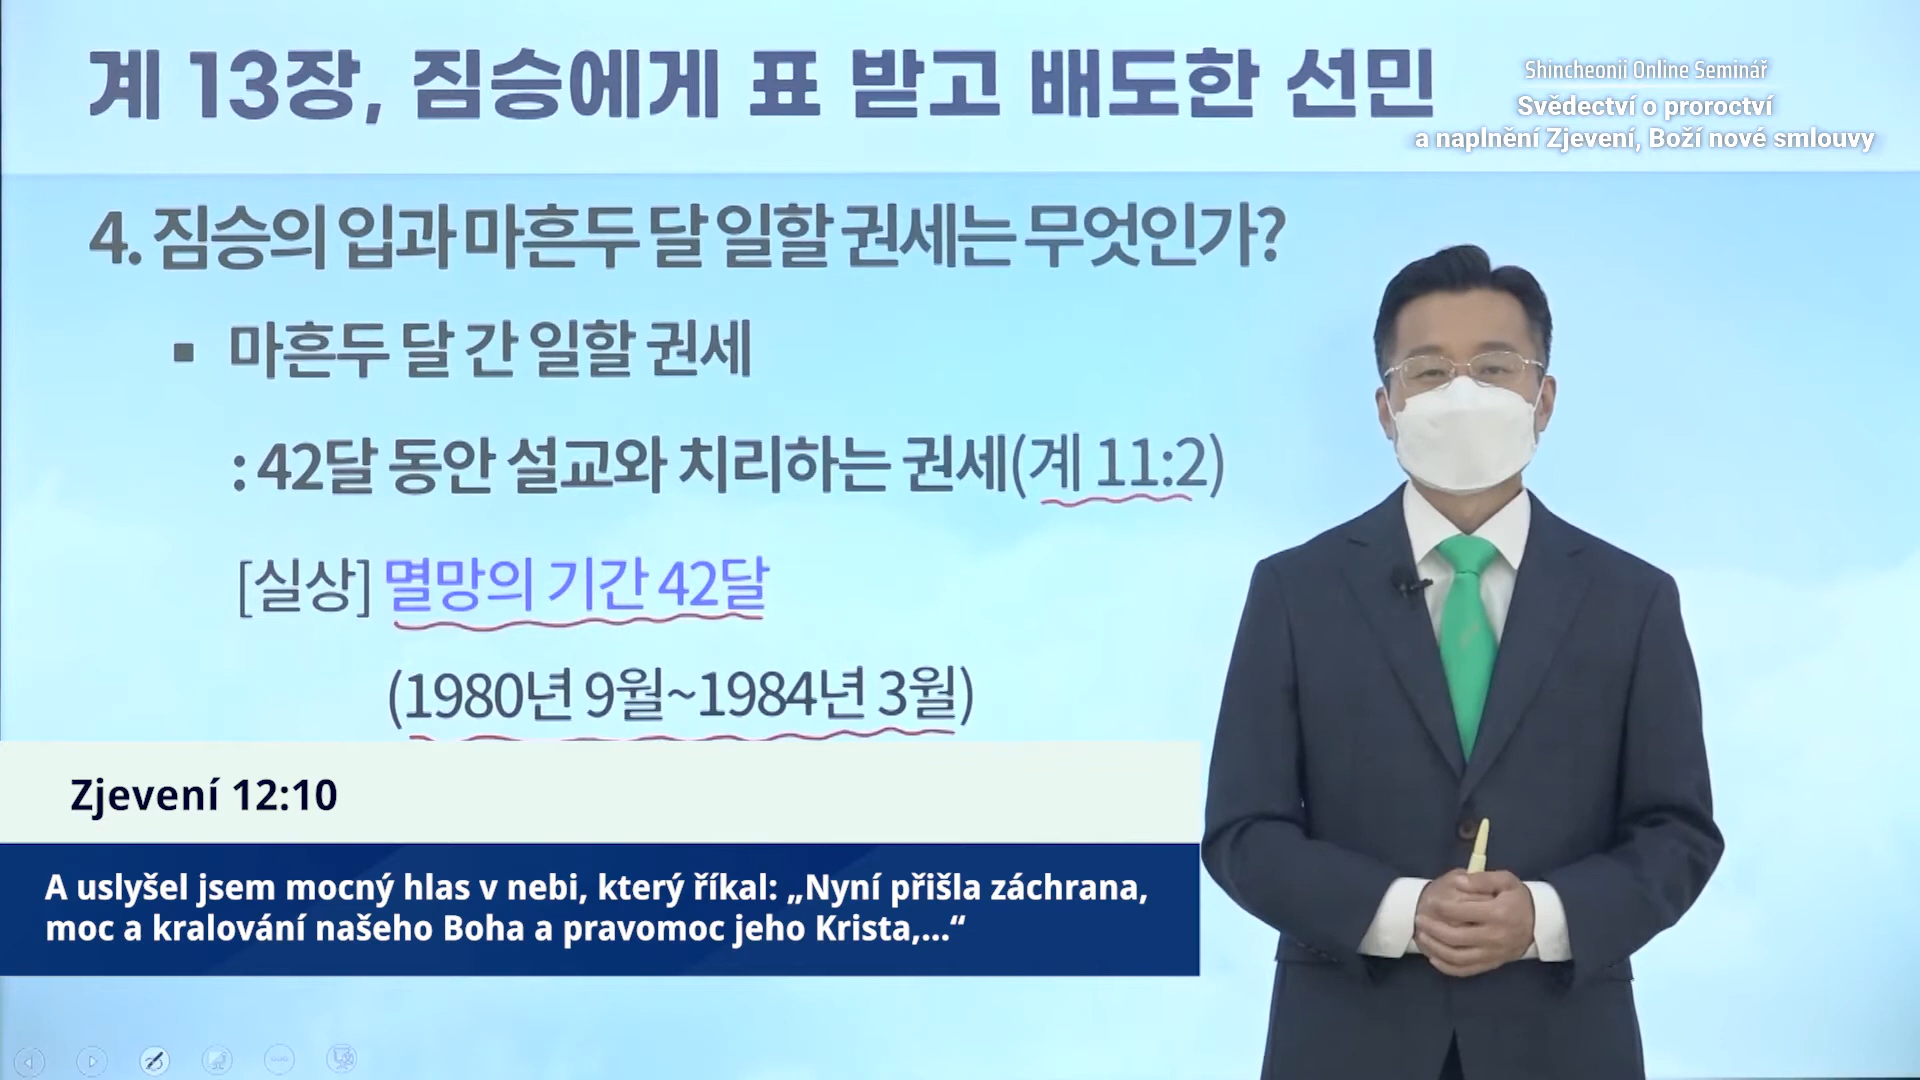 계 13장, 짐승에게 표 받고 배도한 선민
Shincheonji Online Seminář
Svědectví o proroctví
a naplnění Zjevení, Boží nové smlouvy
4. 짐승의 입과 마흔두 달 일할 권세는 무엇인가?
▪ 마흔두 달 간 일할 권세
: 42달 동안 설교와 치리하는 권세(계 11:2)
[실상] 멸망의 기간 42달
(1980년 9월~1984년 3월)
Zjevení 12:10
A uslyšel jsem mocný hlas v nebi, který říkal: „Nyní přišla záchrana,
moc a kralování našeho Boha a pravomoc jeho Krista,...“